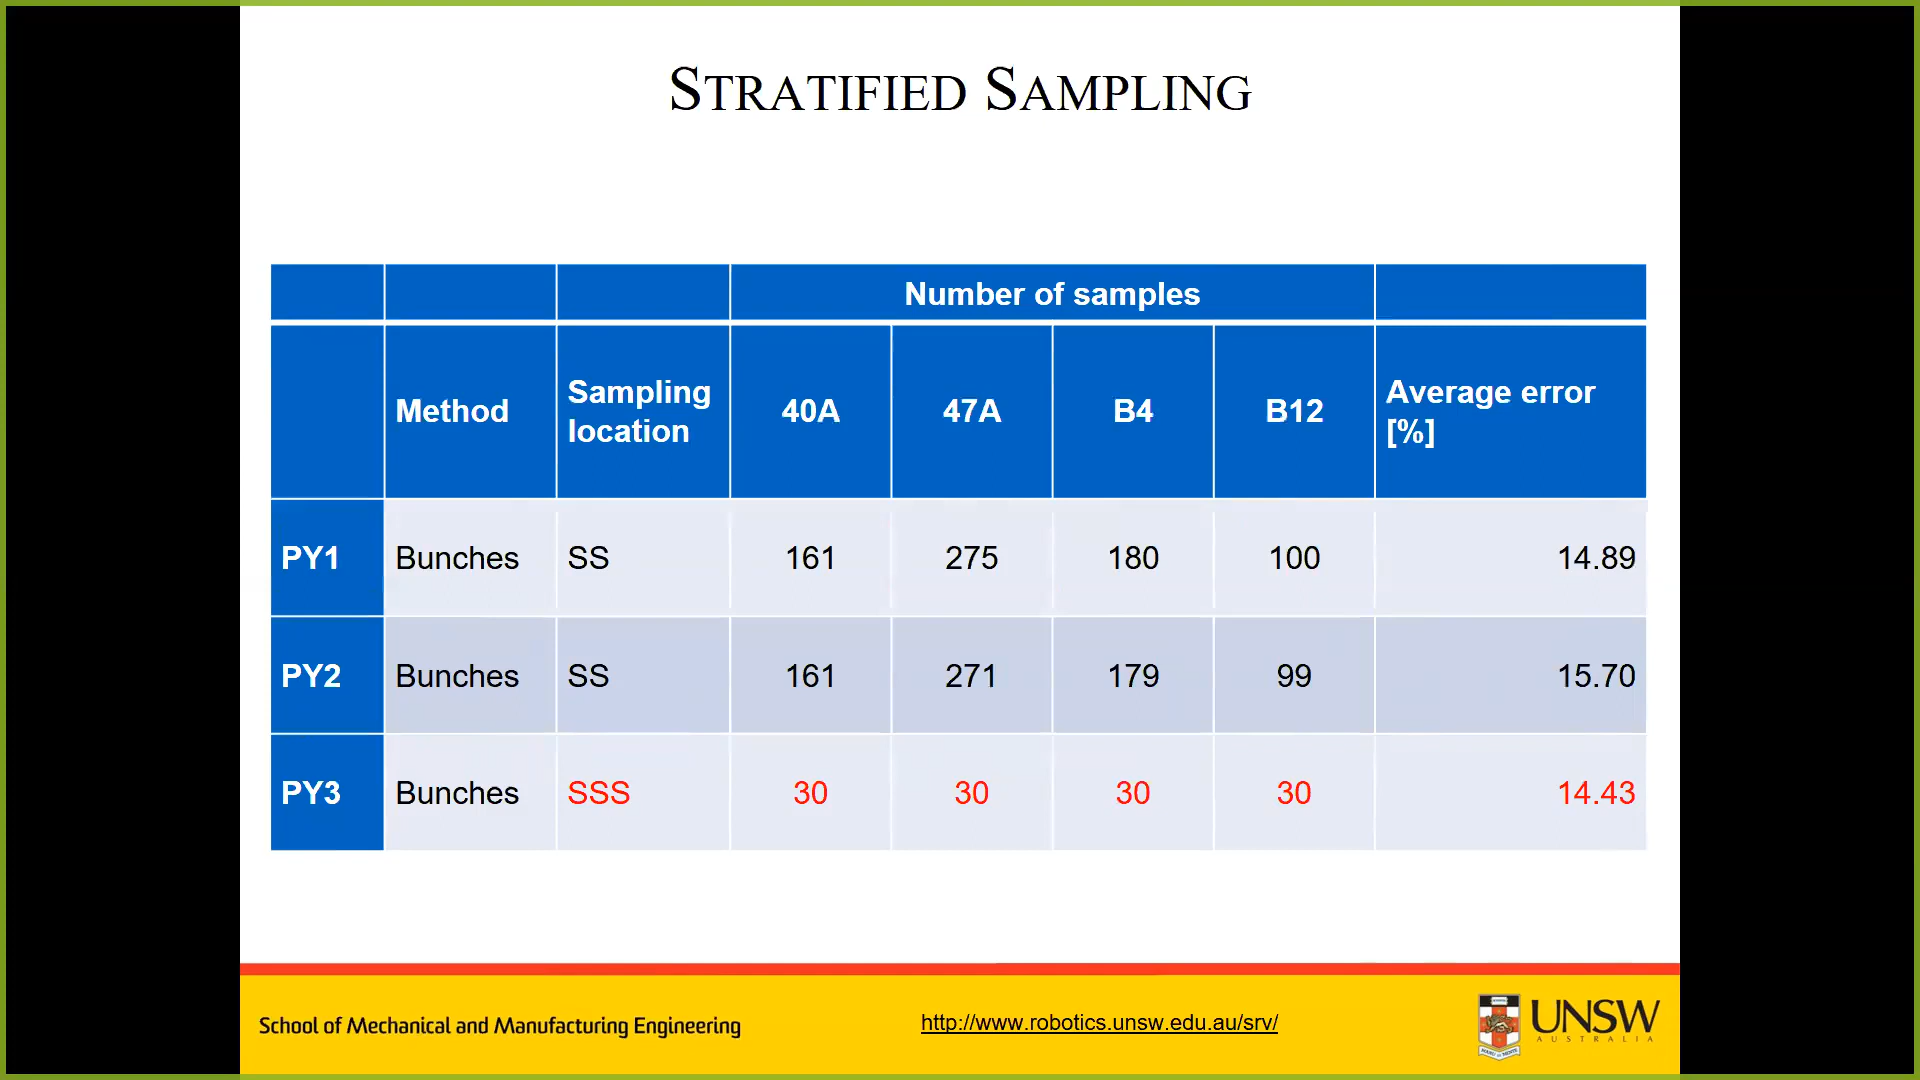 STRATIFIED SAMPLING
Number of samples
Method Sampling location 40A 47A B4 B12 Average error [%]
PY1 Bunches SS 161 275 180 100 14.89
PY2 Bunches SS 161 271 179 99 15.70
PY3 Bunches SSS 30 30 30 30 14.43
School of Mechanical and Manufacturing Engineering
http://www.robotics.unsw.edu.au/srv/
UNSW
AUSTRALIA